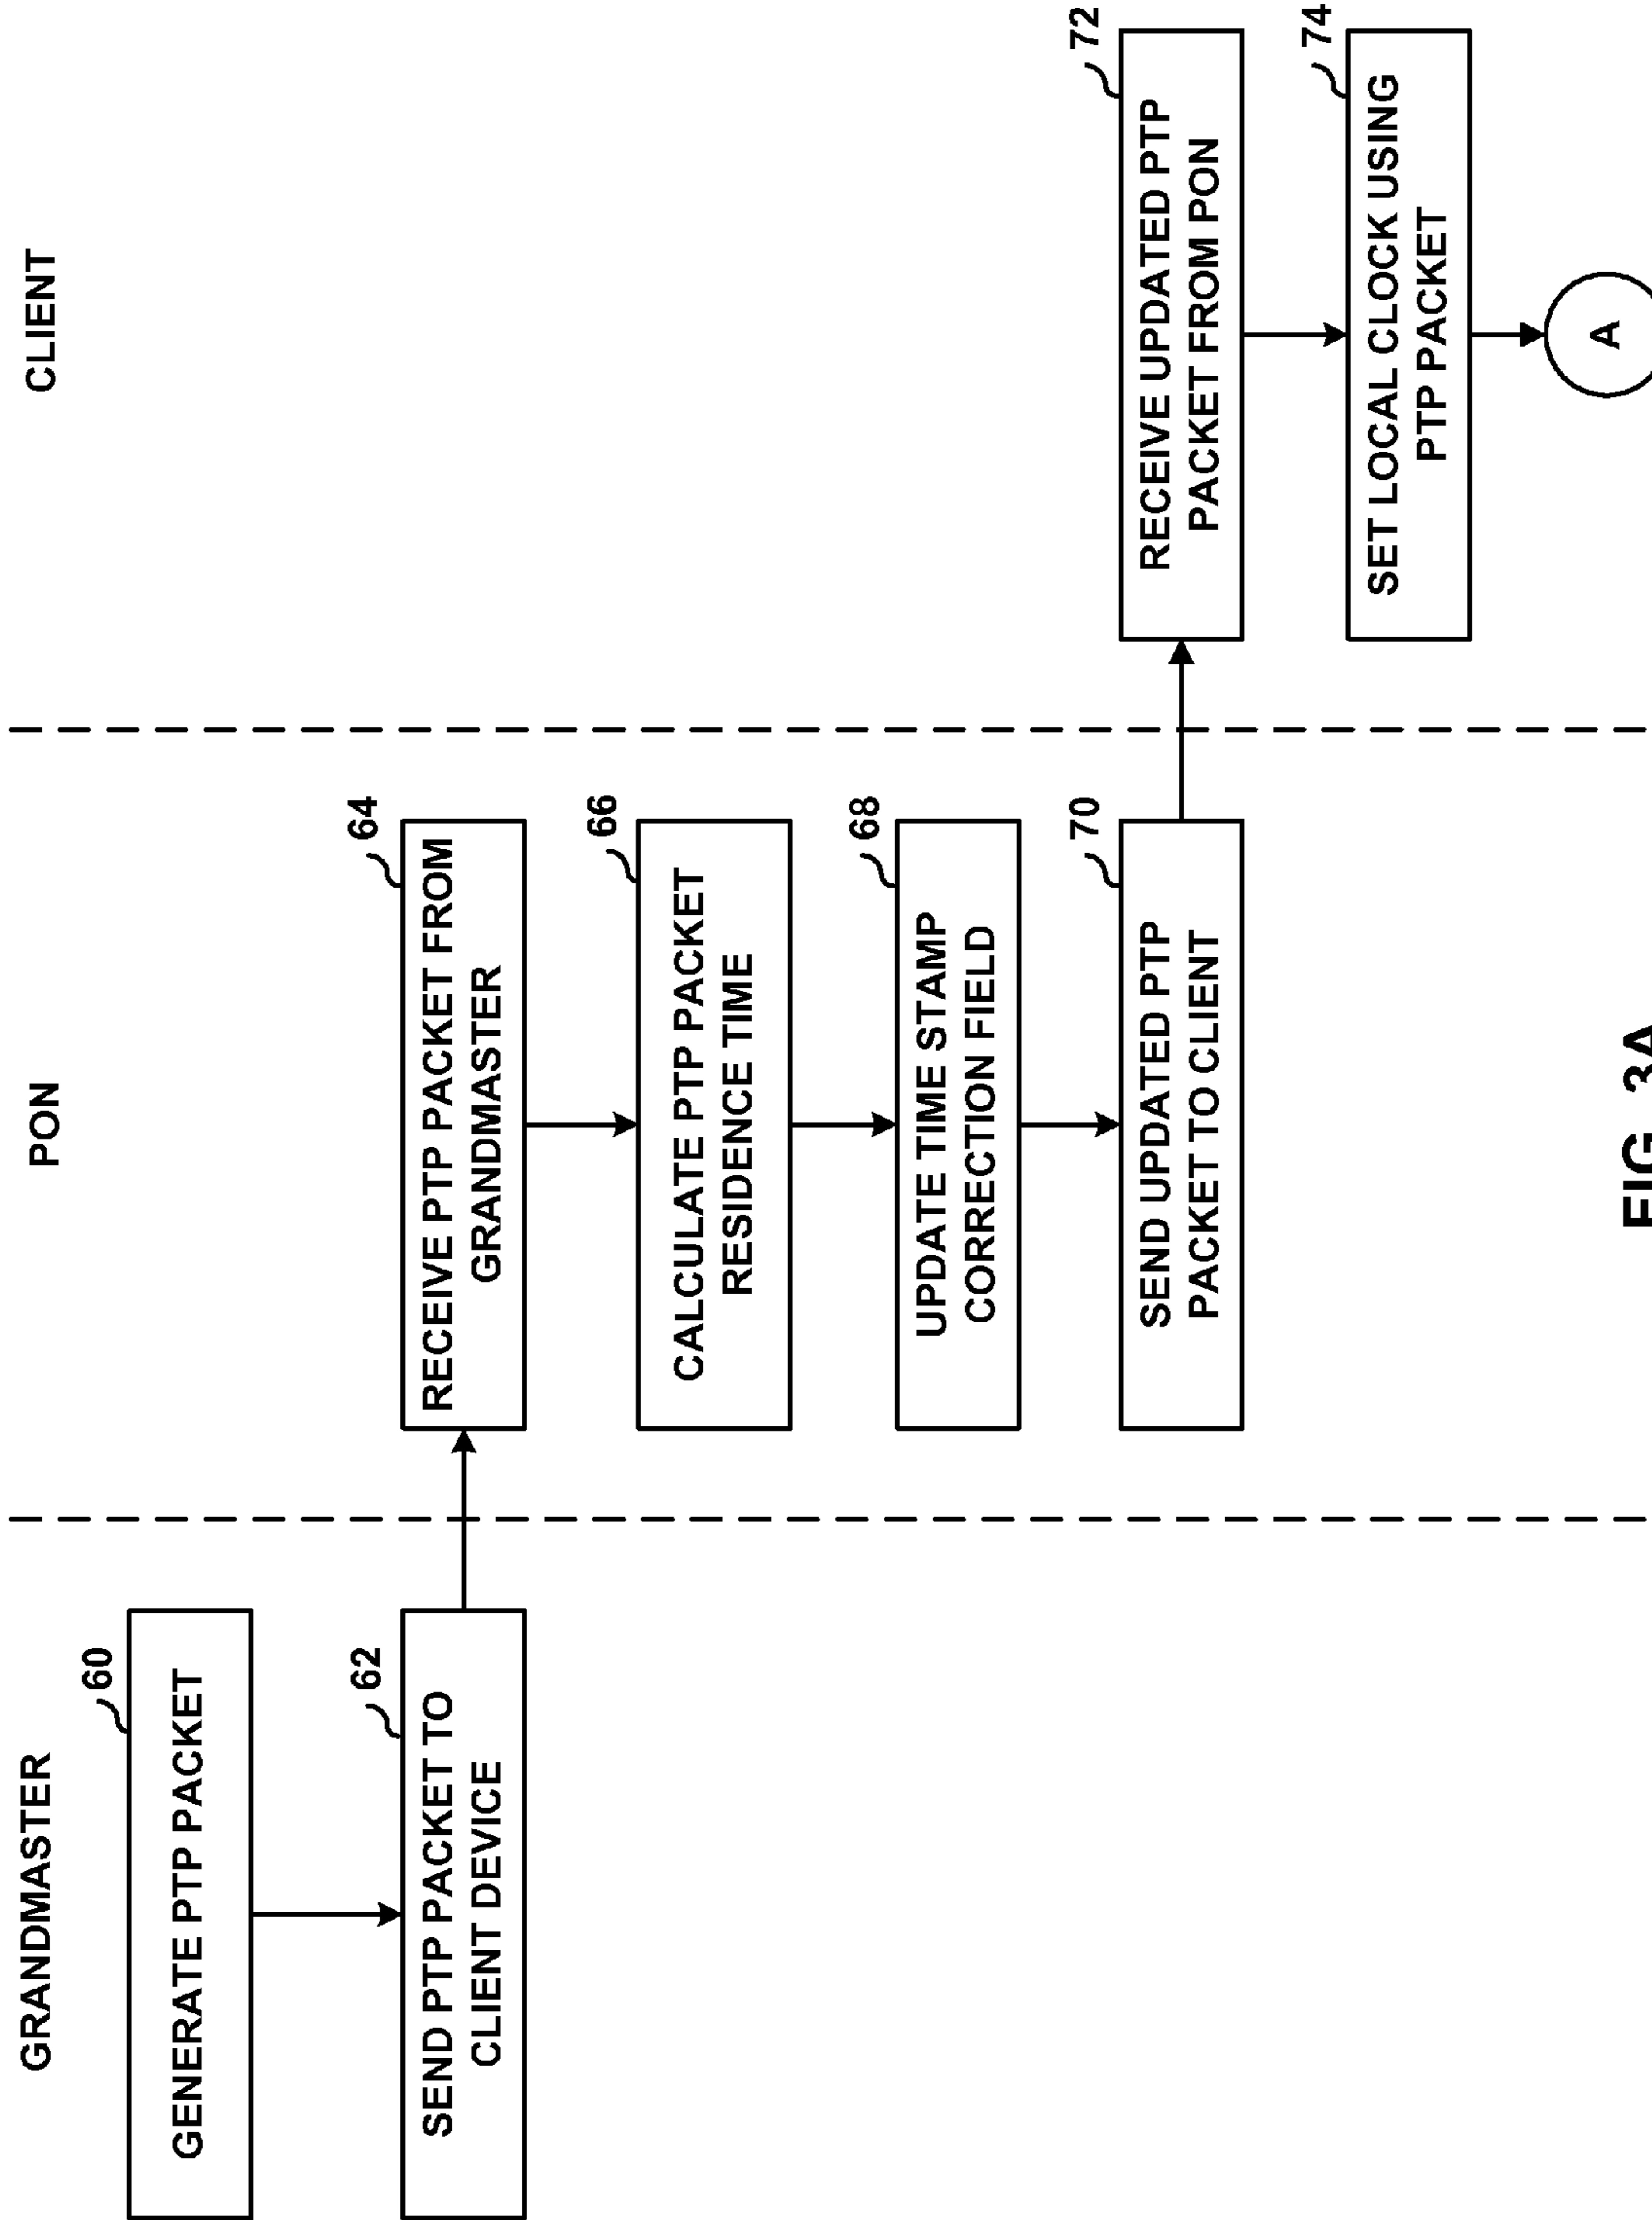 GRANDMASTER
PON
CLIENT
60
GENERATE PTP PACKET
62
SEND PTP PACKET TO
CLIENT DEVICE
64
RECEIVE PTP PACKET FROM
GRANDMASTER
66
CALCULATE PTP PACKET
RESIDENCE TIME
68
UPDATE TIME STAMP
CORRECTION FIELD
70
SEND UPDATED PTP
PACKET TO CLIENT
72
RECEIVE UPDATED PTP
PACKET FROM PON
74
SET LOCAL CLOCK USING
PTP PACKET
A
FIG. 3A